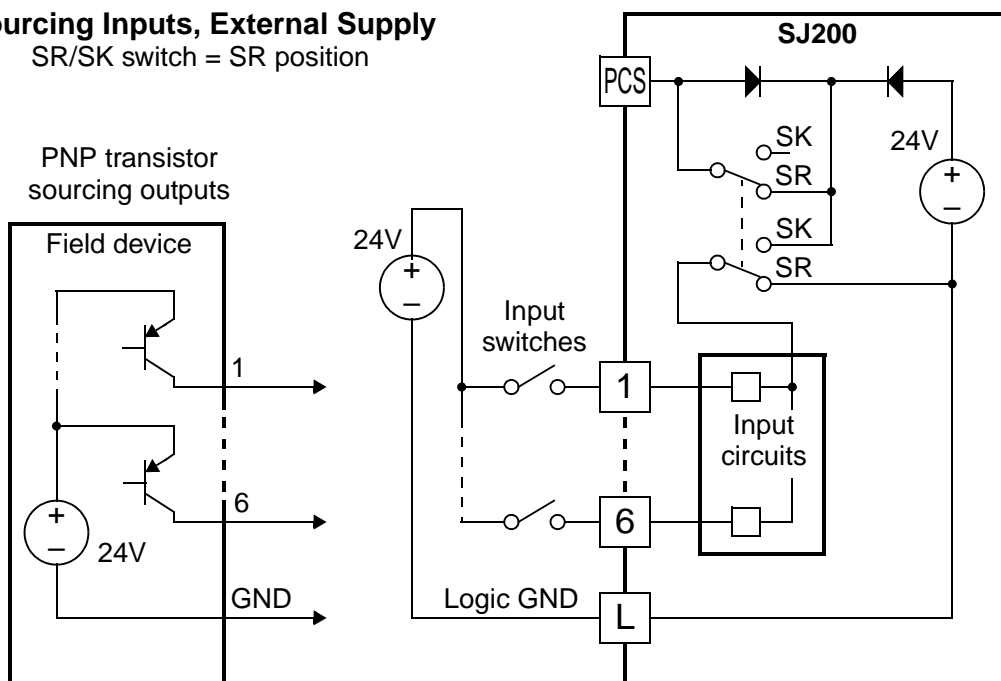 ourcing Inputs, External Supply
SR/SK switch = SR position
SJ200
PCS
SK
SR
24V
+
–
SK
SR
PNP transistor
sourcing outputs
Field device
1
6
+
–
24V
GND
24V
+
–
Input
switches
1
Input
circuits
6
Logic GND
L